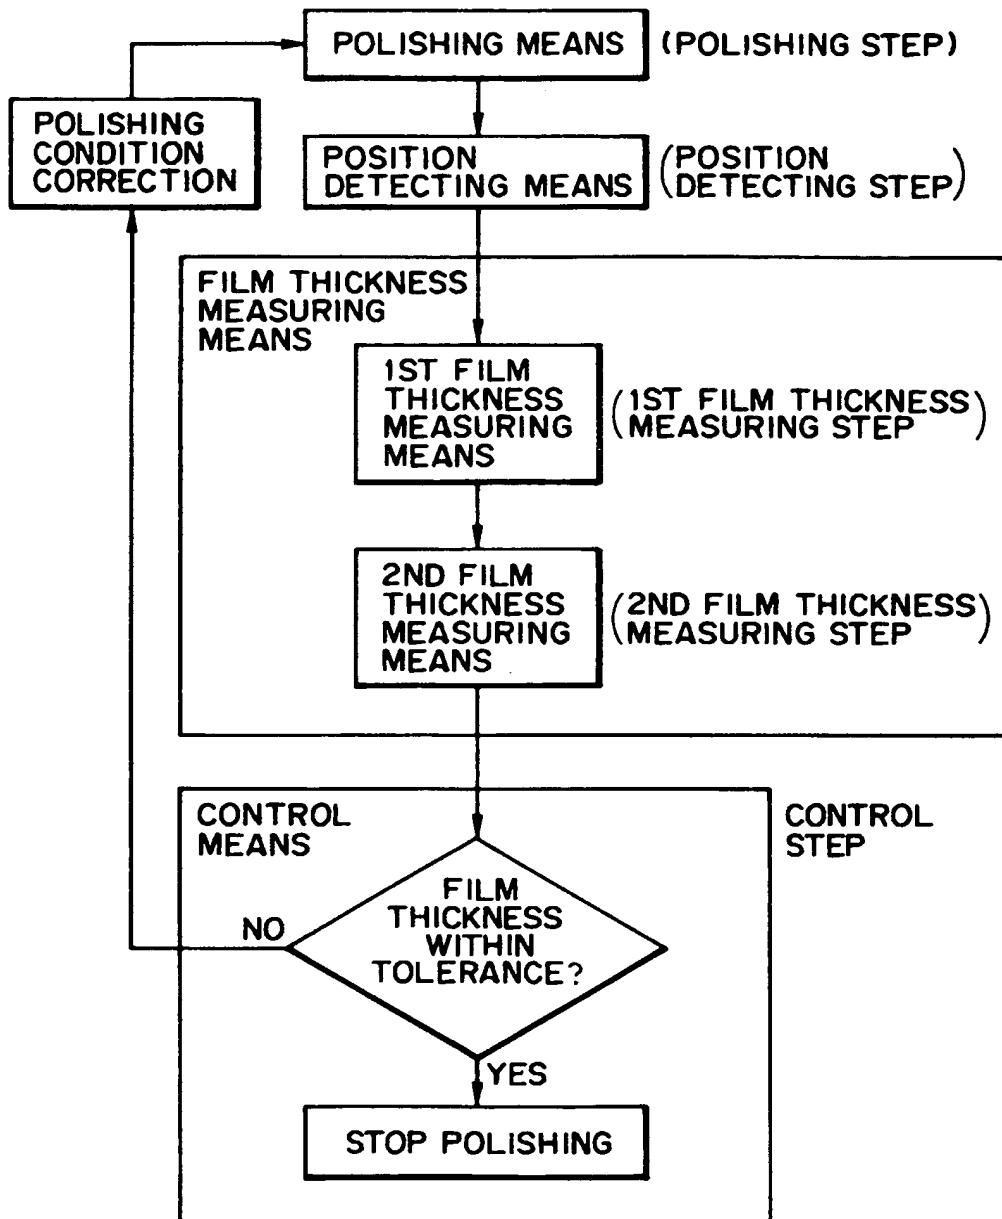 POLISHING MEANS (POLISHING STEP)
POLISHING
CONDITION
CORRECTION
POSITION
DETECTING MEANS
(POSITION
DETECTING STEP)
FILM THICKNESS
MEASURING
MEANS
1ST FILM
THICKNESS
MEASURING
MEANS
(1ST FILM THICKNESS
MEASURING STEP)
2ND FILM
THICKNESS
MEASURING
MEANS
(2ND FILM THICKNESS
MEASURING STEP)
CONTROL
MEANS
CONTROL
STEP
FILM
THICKNESS
WITHIN
TOLERANCE?
NO
YES
STOP POLISHING